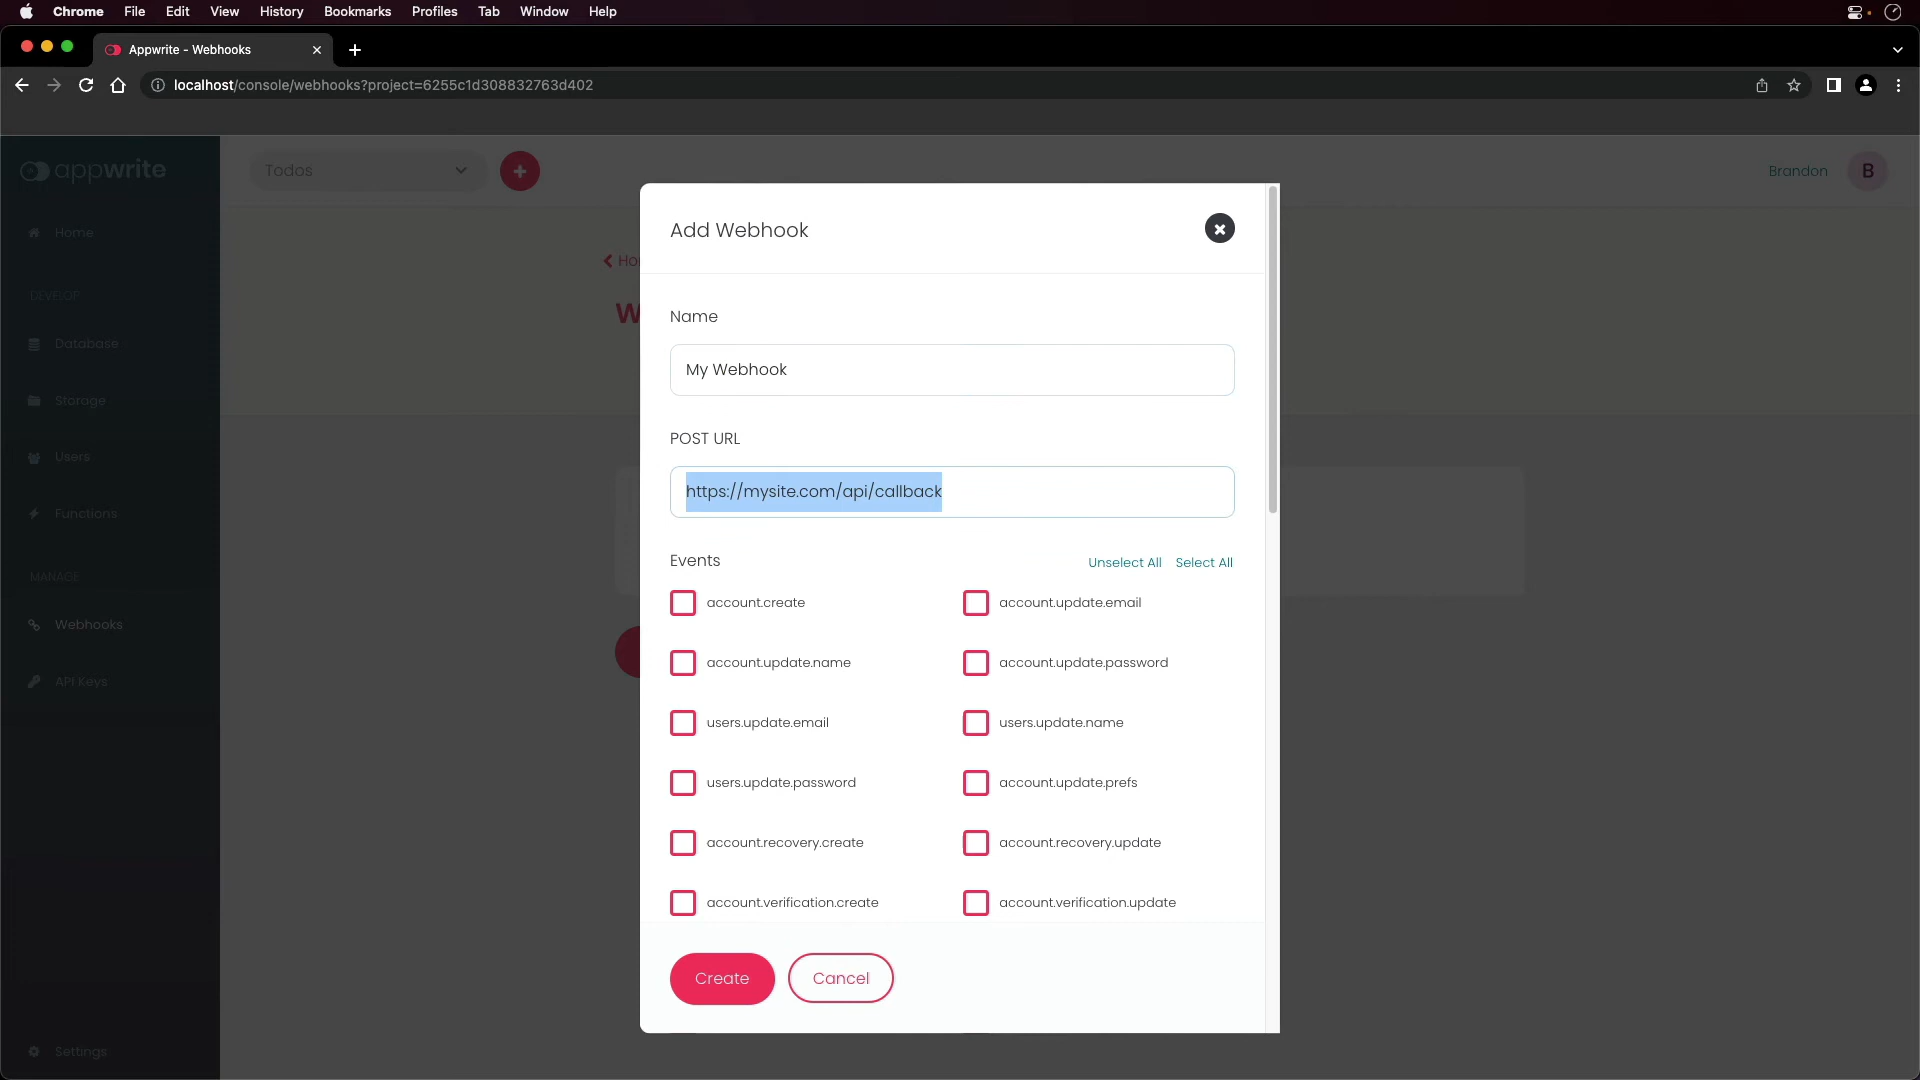 Chrome File Edit View History Bookmarks Profiles Tab Window Help
Appwrite - Webhooks
localhost/console/webhooks?project=6255c1d308832763d402
appwrite
Todos
Brandon B
Home
DEVELOP
Database
Storage
Users
Functions
MANAGE
Webhooks
API Keys
Settings
Ho
W
Add Webhook
Name
My Webhook
POST URL
https://mysite.com/api/callback
Events Unselect All Select All
account.create account.update.email
account.update.name account.update.password
users.update.email users.update.name
users.update.password account.update.prefs
account.recovery.create account.recovery.update
account.verification.create account.verification.update
Create Cancel